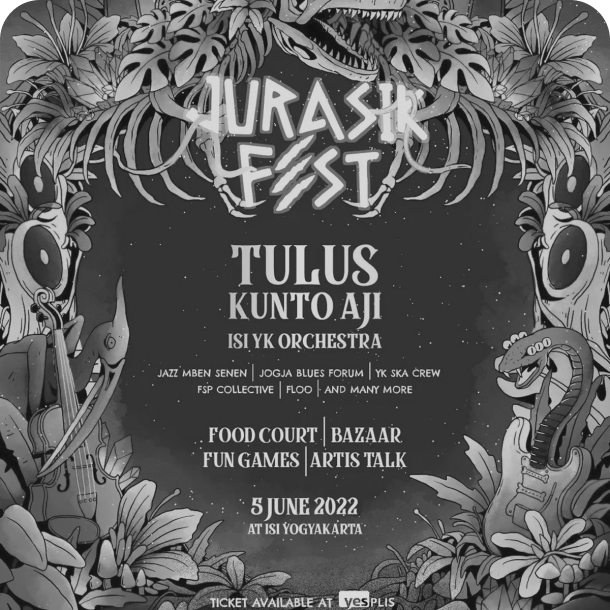 JURASIK
FEST
TULUS
KUNTO AJI
ISI YK ORCHESTRA
JAZZ MBEN SENEN | JOGJA BLUES FORUM | YK SKA CREW
FSP COLLECTIVE | FLOO | AND MANY MORE
FOOD COURT | BAZAAR
FUN GAMES | ARTIS TALK
5 JUNE 2022
AT ISI YOGYAKARTA
TICKET AVAILABLE AT yesPLIS